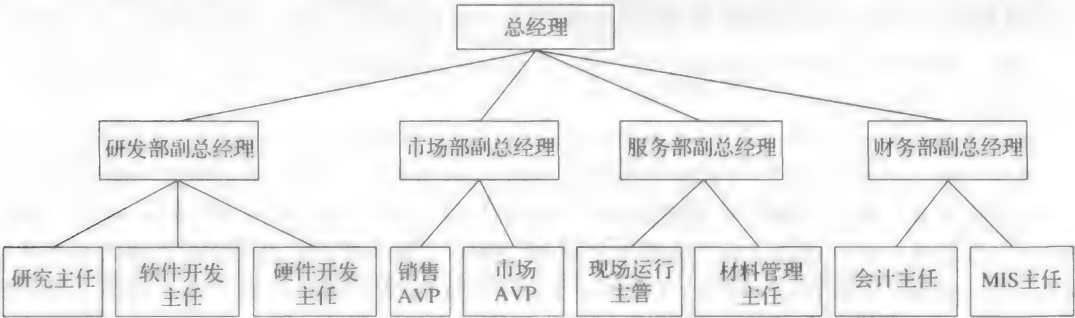 总经理
研发部副总经理
市场部副总经理
服务部副总经理
财务部副总经理
研究主任
软件开发
主任
硬件开发
主任
销售
AVP
市场
AVP
现场运行
主管
材料管理
主任
会计主任
MIS主任